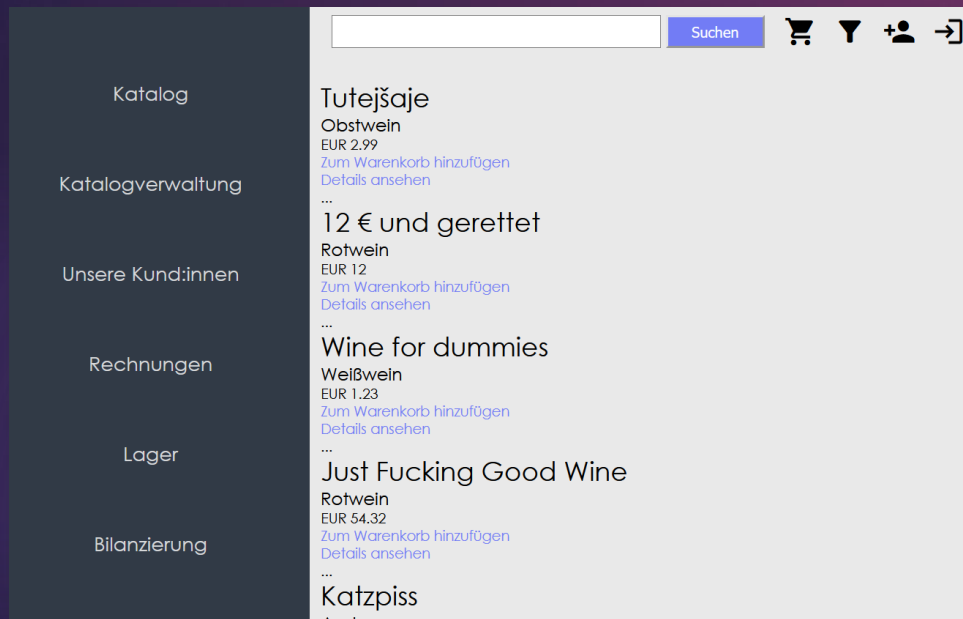 Suchen
Katalog
Katalogverwaltung
Unsere Kund:innen
Rechnungen
Lager
Bilanzierung
Tutejšaje
Obstwein
EUR 2.99
Zum Warenkorb hinzufügen
Details ansehen
...
12 € und gerettet
Rotwein
EUR 12
Zum Warenkorb hinzufügen
Details ansehen
...
Wine for dummies
Weißwein
EUR 1.23
Zum Warenkorb hinzufügen
Details ansehen
...
Just Fucking Good Wine
Rotwein
EUR 54.32
Zum Warenkorb hinzufügen
Details ansehen
...
Katzpiss